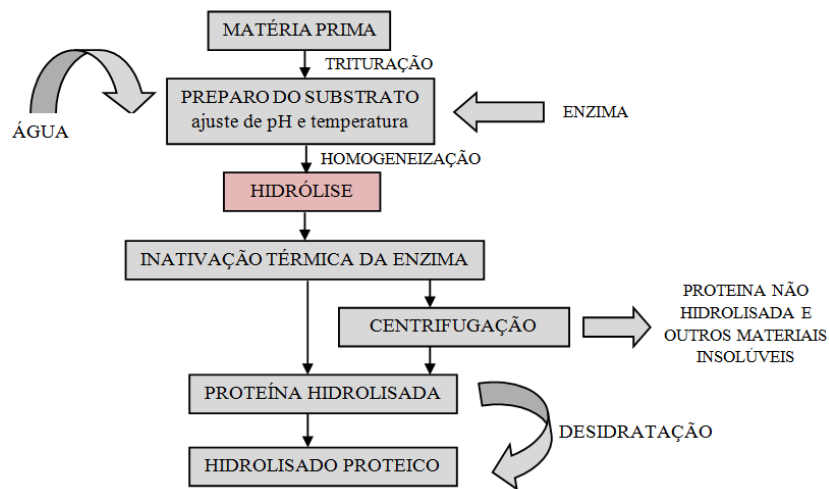 MATÉRIA PRIMA
TRITURAÇÃO
PREPARO DO SUBSTRATO
ajuste de pH e temperatura
ÁGUA
ENZIMA
HOMOGENEIZAÇÃO
HIDRÓLISE
INATIVAÇÃO TÉRMICA DA ENZIMA
CENTRIFUGAÇÃO
PROTEINA NÃO
HIDROLISADA E
OUTROS MATERIAIS
INSOLÚVEIS
PROTEÍNA HIDROLISADA
DESIDRATAÇÃO
HIDROLISADO PROTEICO